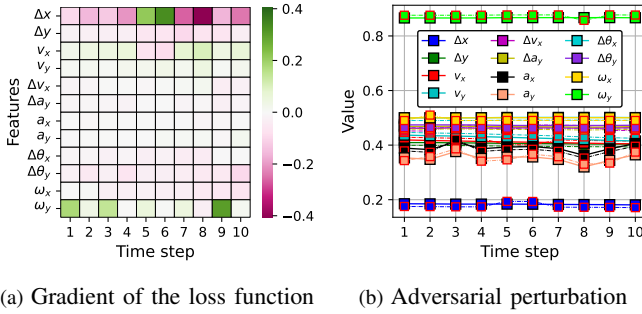 Features
Δx
Δy
v_x
v_y
Δv_x
Δa_y
a_x
a_y
Δθ_x
Δθ_y
ω_x
ω_y
1 2 3 4 5 6 7 8 9 10
Time step
0.4
0.2
0.0
−0.2
−0.4
(a) Gradient of the loss function
Value
0.8
0.6
0.4
0.2
Δx Δv_x Δθ_x
Δy Δa_y Δθ_y
v_x a_x ω_x
v_y a_y ω_y
1 2 3 4 5 6 7 8 9 10
Time step
(b) Adversarial perturbation